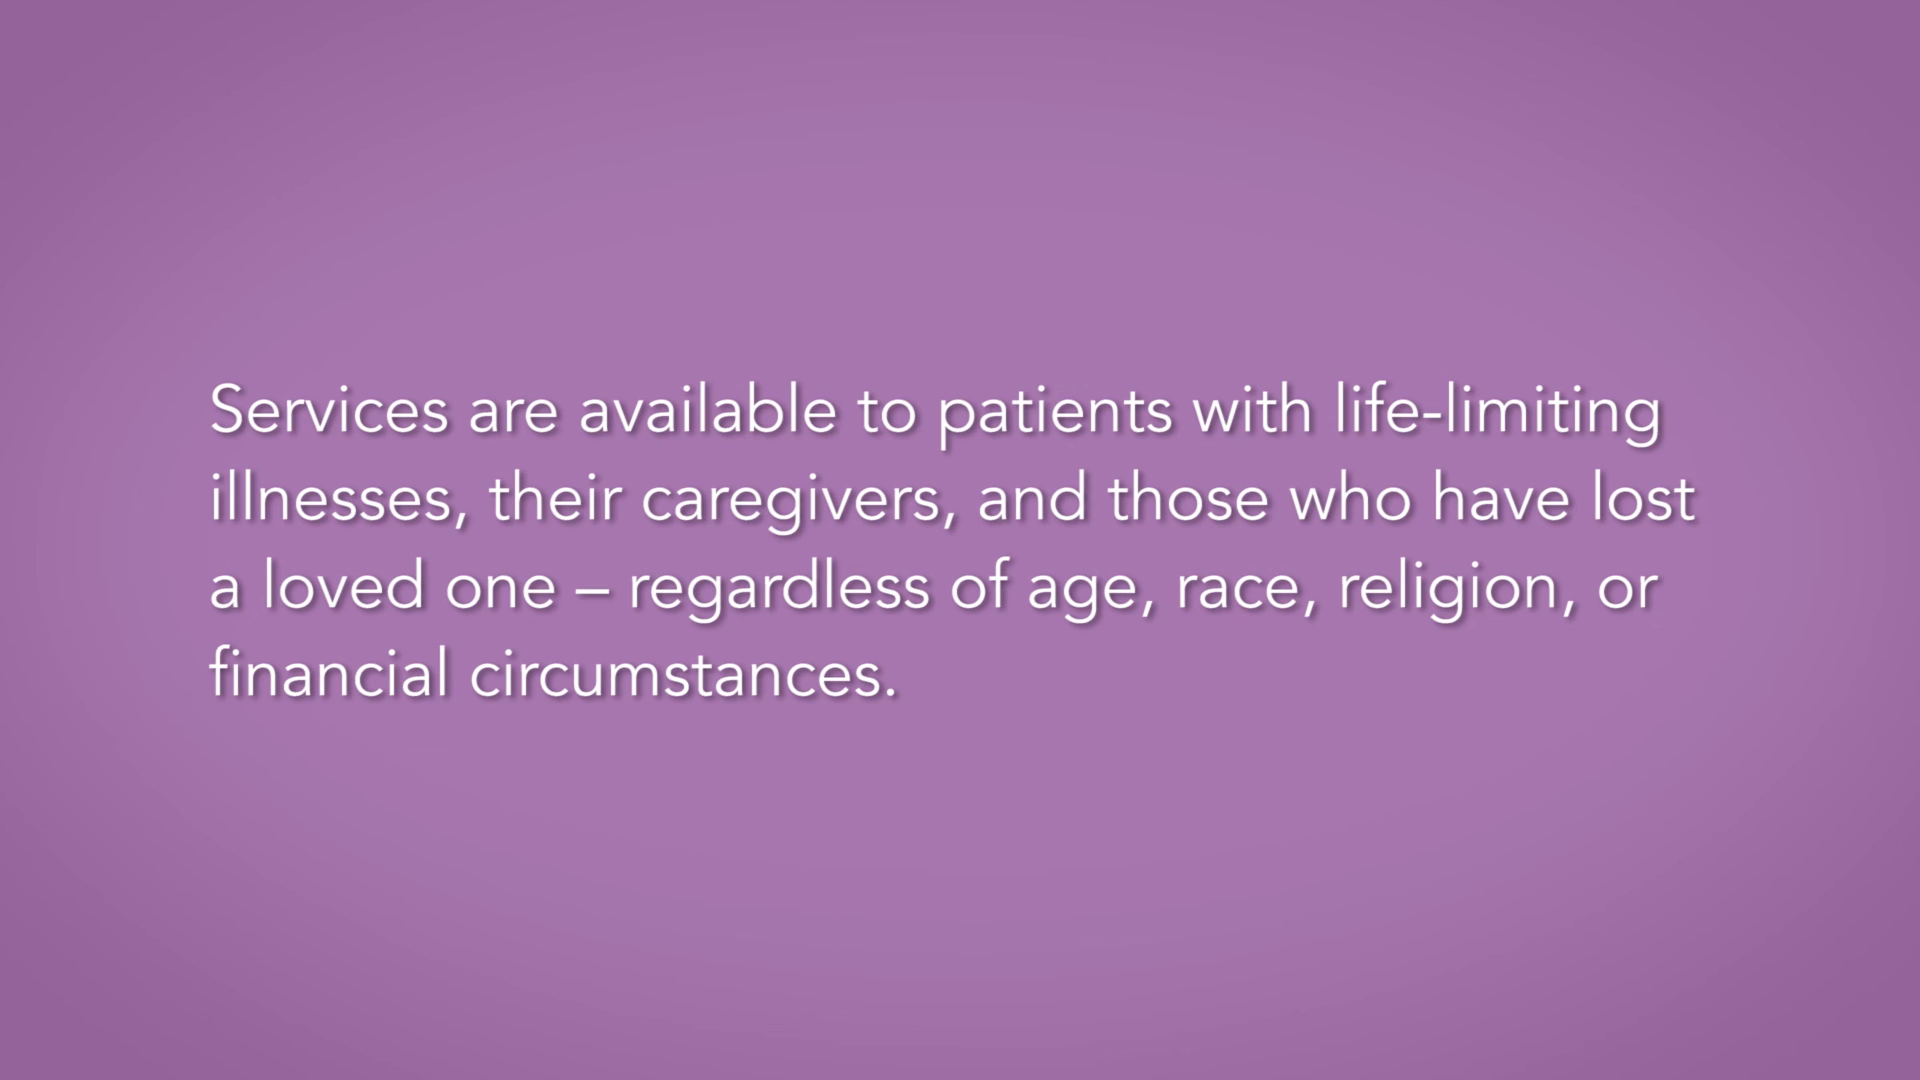 Services are available to patients with life-limiting
illnesses, their caregivers, and those who have lost
a loved one – regardless of age, race, religion, or
financial circumstances.